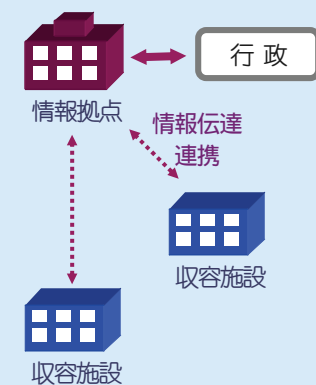 行政
情報拠点
情報伝達
連携
収容施設
収容施設